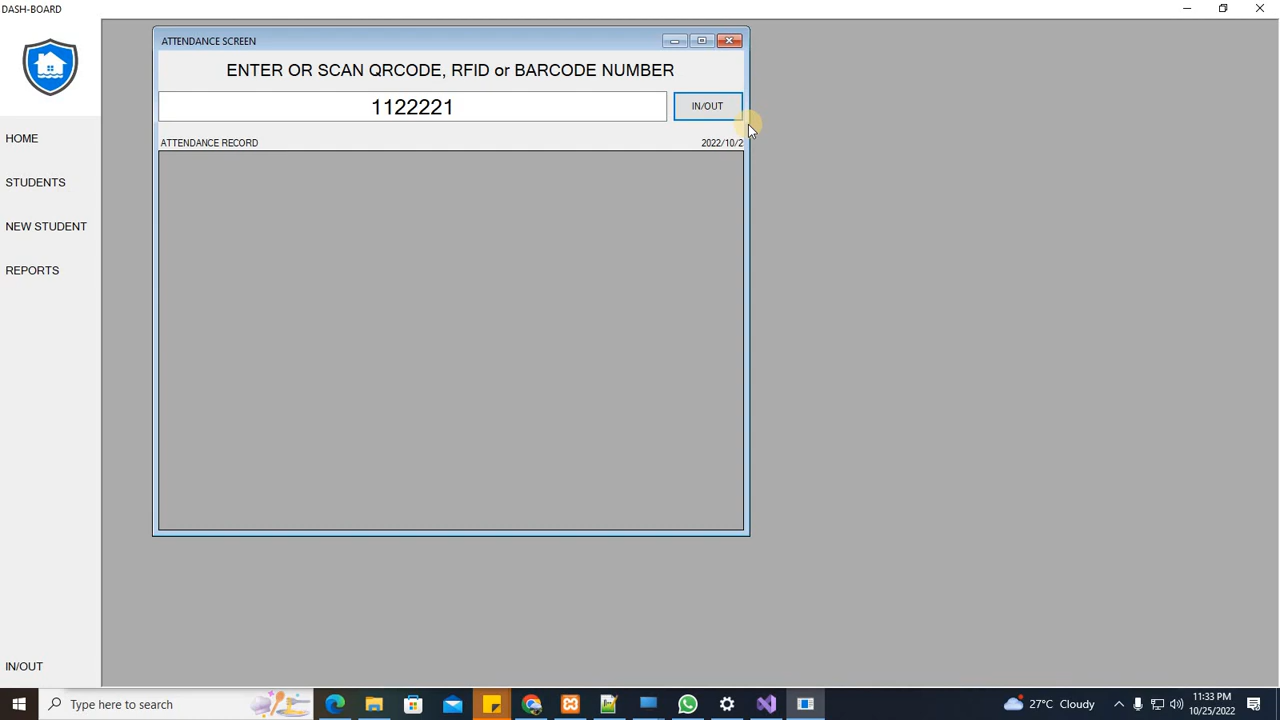 DASH-BOARD
ATTENDANCE SCREEN
ENTER OR SCAN QRCODE, RFID or BARCODE NUMBER
1122221
IN/OUT
ATTENDANCE RECORD
2022/10/2
HOME
STUDENTS
NEW STUDENT
REPORTS
IN/OUT
Type here to search
27°C Cloudy
11:33 PM
10/25/2022